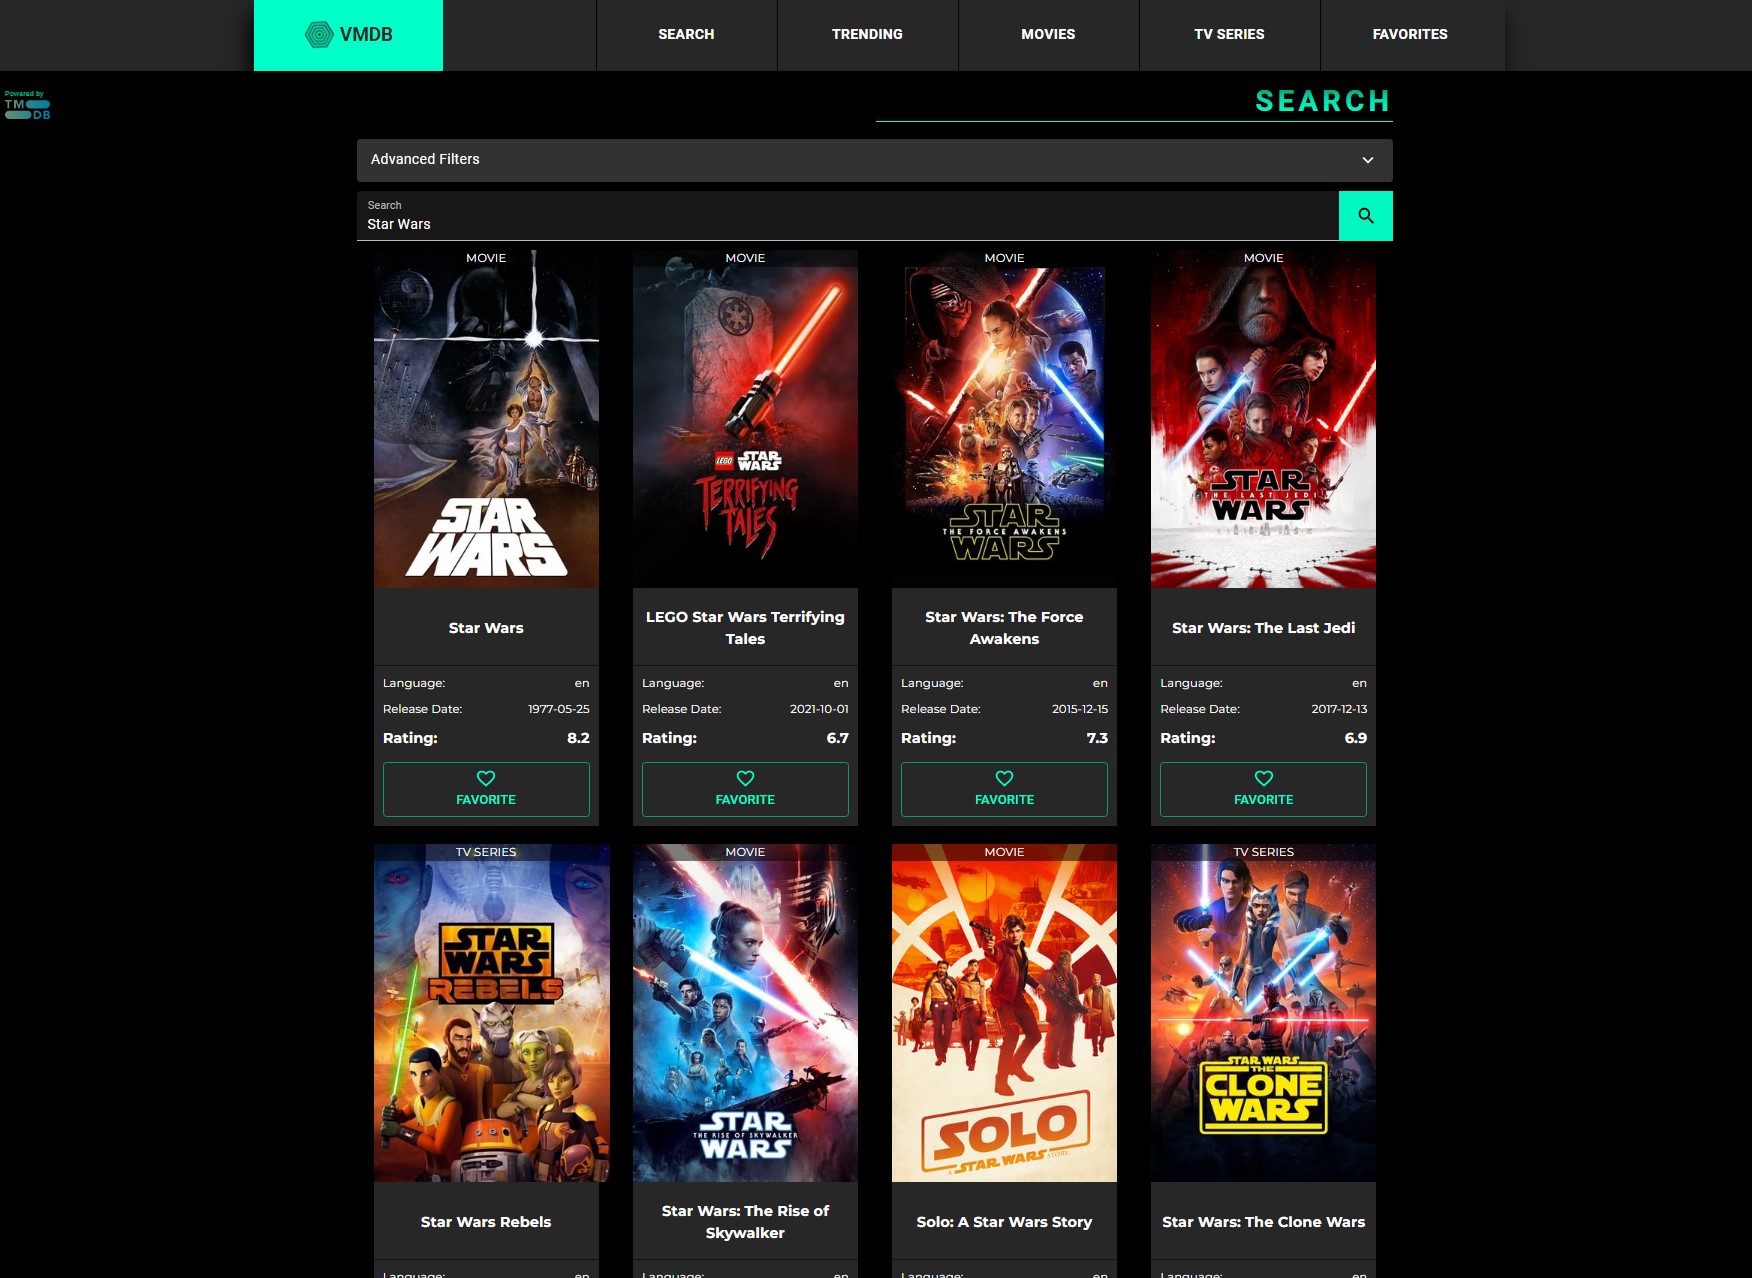 VMDB
SEARCH
TRENDING
MOVIES
TV SERIES
FAVORITES
Powered by
TM
DB
SEARCH
Advanced Filters
Search
Star Wars
MOVIE
STAR
WARS
Star Wars
Language: en
Release Date: 1977-05-25
Rating: 8.2
FAVORITE
MOVIE
LEGO STAR WARS
TERRIFYING
TALES
LEGO Star Wars Terrifying
Tales
Language: en
Release Date: 2021-10-01
Rating: 6.7
FAVORITE
MOVIE
STAR
THE FORCE AWAKENS
WARS
Star Wars: The Force
Awakens
Language: en
Release Date: 2015-12-15
Rating: 7.3
FAVORITE
MOVIE
STAR
THE LAST JEDI
WARS
Star Wars: The Last Jedi
Language: en
Release Date: 2017-12-13
Rating: 6.9
FAVORITE
TV SERIES
STAR
WARS
REBELS
Star Wars Rebels
Language: en
MOVIE
STAR
THE RISE OF SKYWALKER
WARS
Star Wars: The Rise of
Skywalker
Language: en
MOVIE
SOLO
A STAR WARS STORY
Solo: A Star Wars Story
Language: en
TV SERIES
STAR WARS
THE
CLONE
WARS
Star Wars: The Clone Wars
Language: en